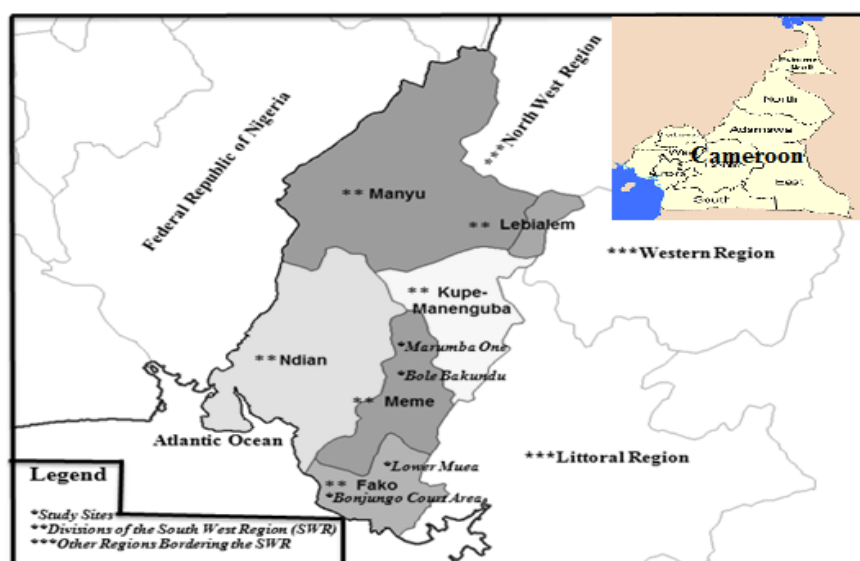 Federal Republic of Nigeria
***North West Region
North
Adamawa
Cameroon
East
South
** Manyu
** Lebialem
***Western Region
** Kupe-
Manenguba
*Marumba One
** Ndian
*Bole Bakundu
** Meme
Atlantic Ocean
***Littoral Region
*Lower Muea
** Fako
*Bonjungo Court Area
Legend
*Study Sites
**Divisions of the South West Region (SWR)
***Other Regions Bordering the SWR